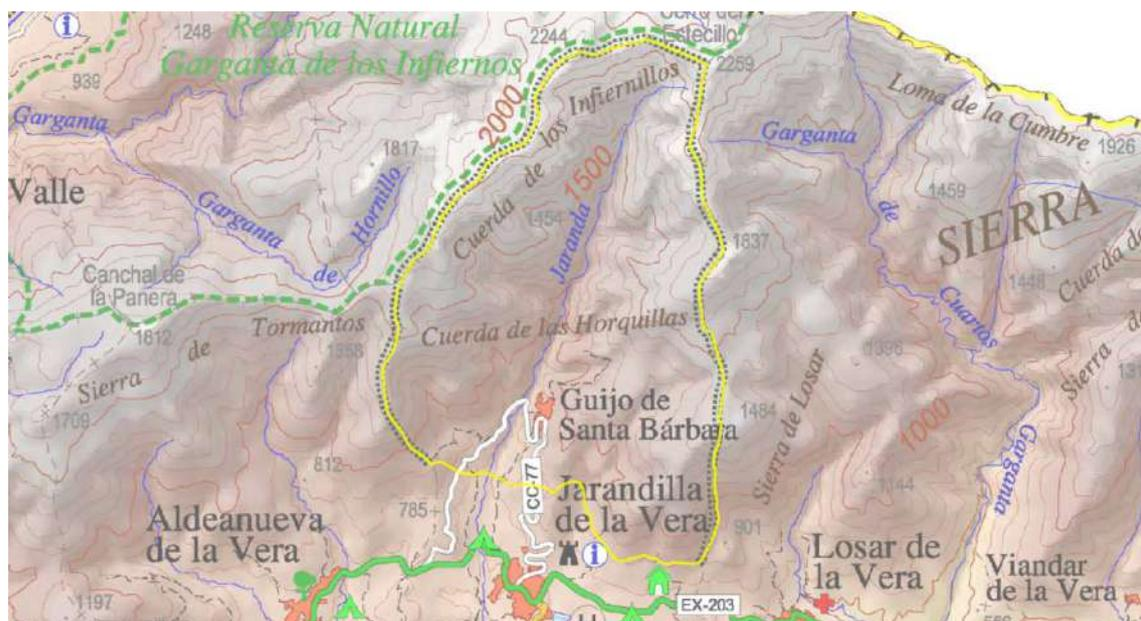 Reserva Natural
Garganta de los Infiernos
1248
939
2244
Cerro del
Estecillo
2259
2000
Cuerda de los Infiernillos
1500
Loma de la Cumbre
1926
Garganta
Garganta
1817
Hornillo
Valle
Garganta
de
1454
Jaranda
1459
SIERRA
de
1837
1448
Cuerda de
Canchal de
la Panera
1812
Tormantos
1358
Cuerda de las Horquillas
Cuartos
Sierra de
1396
Sierra
131
1709
Guijo de
Santa Bárbara
1484
Sierra de Losar
1000
Garganta
812
CC-77
785
1144
Aldeanueva
de la Vera
Jarandilla
de la Vera
901
Losar de
la Vera
Viandar
de la Vera
1197
EX-203